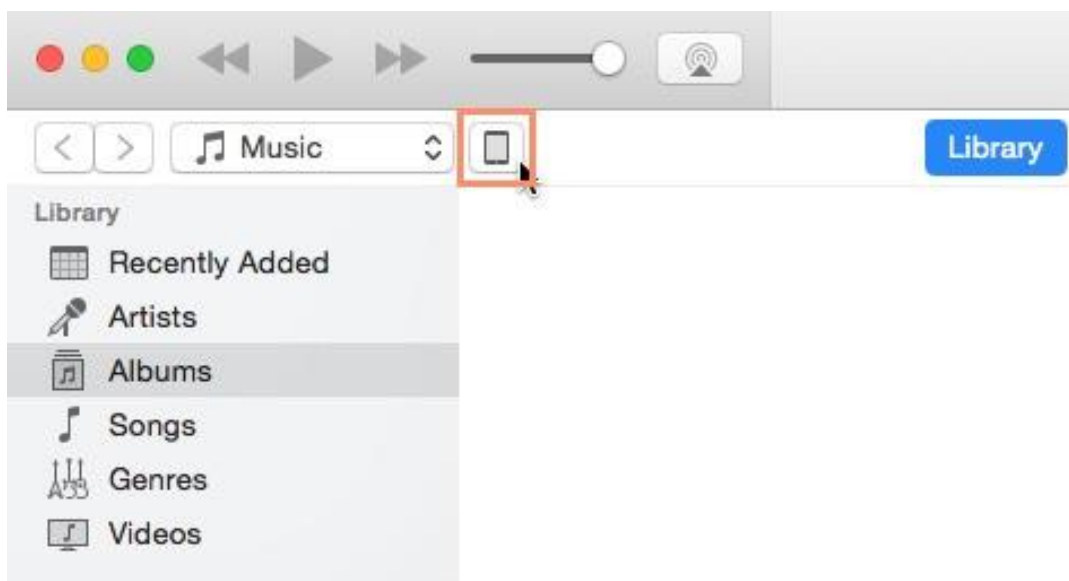 Music
Library
Library
Recently Added
Artists
Albums
Songs
Genres
Videos